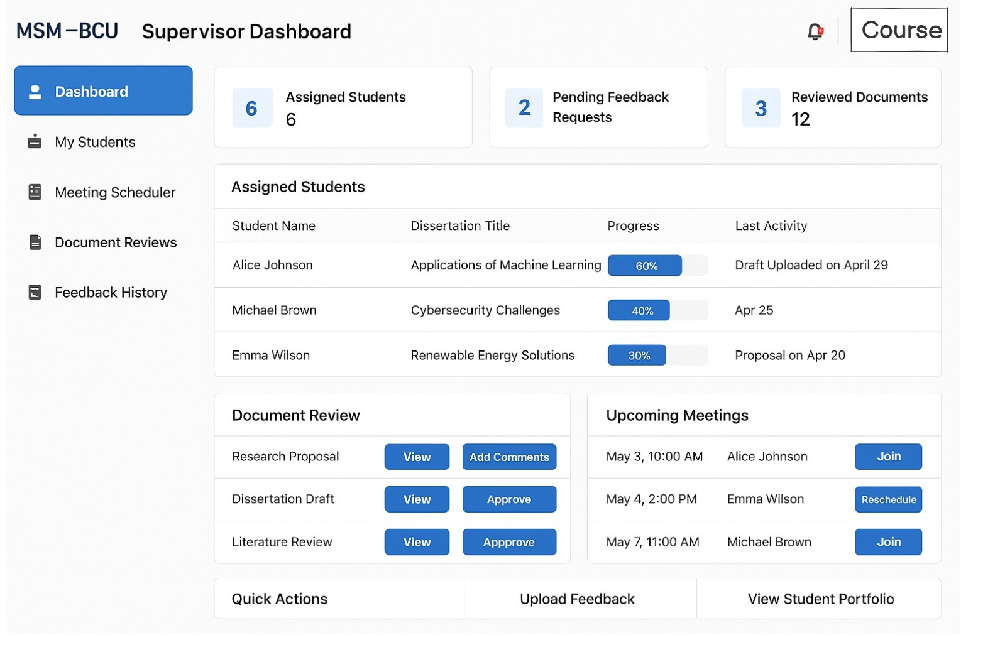 MSM–BCU
Supervisor Dashboard
Course
Dashboard
My Students
Meeting Scheduler
Document Reviews
Feedback History
6
Assigned Students
6
2
Pending Feedback
Requests
3
Reviewed Documents
12
Assigned Students
Student Name Dissertation Title Progress Last Activity
Alice Johnson Applications of Machine Learning 60% Draft Uploaded on April 29
Michael Brown Cybersecurity Challenges 40% Apr 25
Emma Wilson Renewable Energy Solutions 30% Proposal on Apr 20
Document Review
Research Proposal View Add Comments
Dissertation Draft View Approve
Literature Review View Appprove
Upcoming Meetings
May 3, 10:00 AM Alice Johnson Join
May 4, 2:00 PM Emma Wilson Reschedule
May 7, 11:00 AM Michael Brown Join
Quick Actions Upload Feedback View Student Portfolio